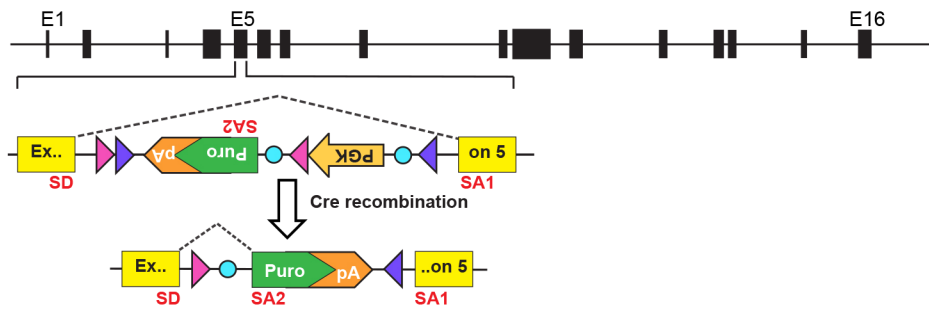 E1 E5 E16
SA2
Ex.. pA Puro PGK on 5
SD SA1
Cre recombination
Ex.. Puro pA ..on 5
SD SA2 SA1